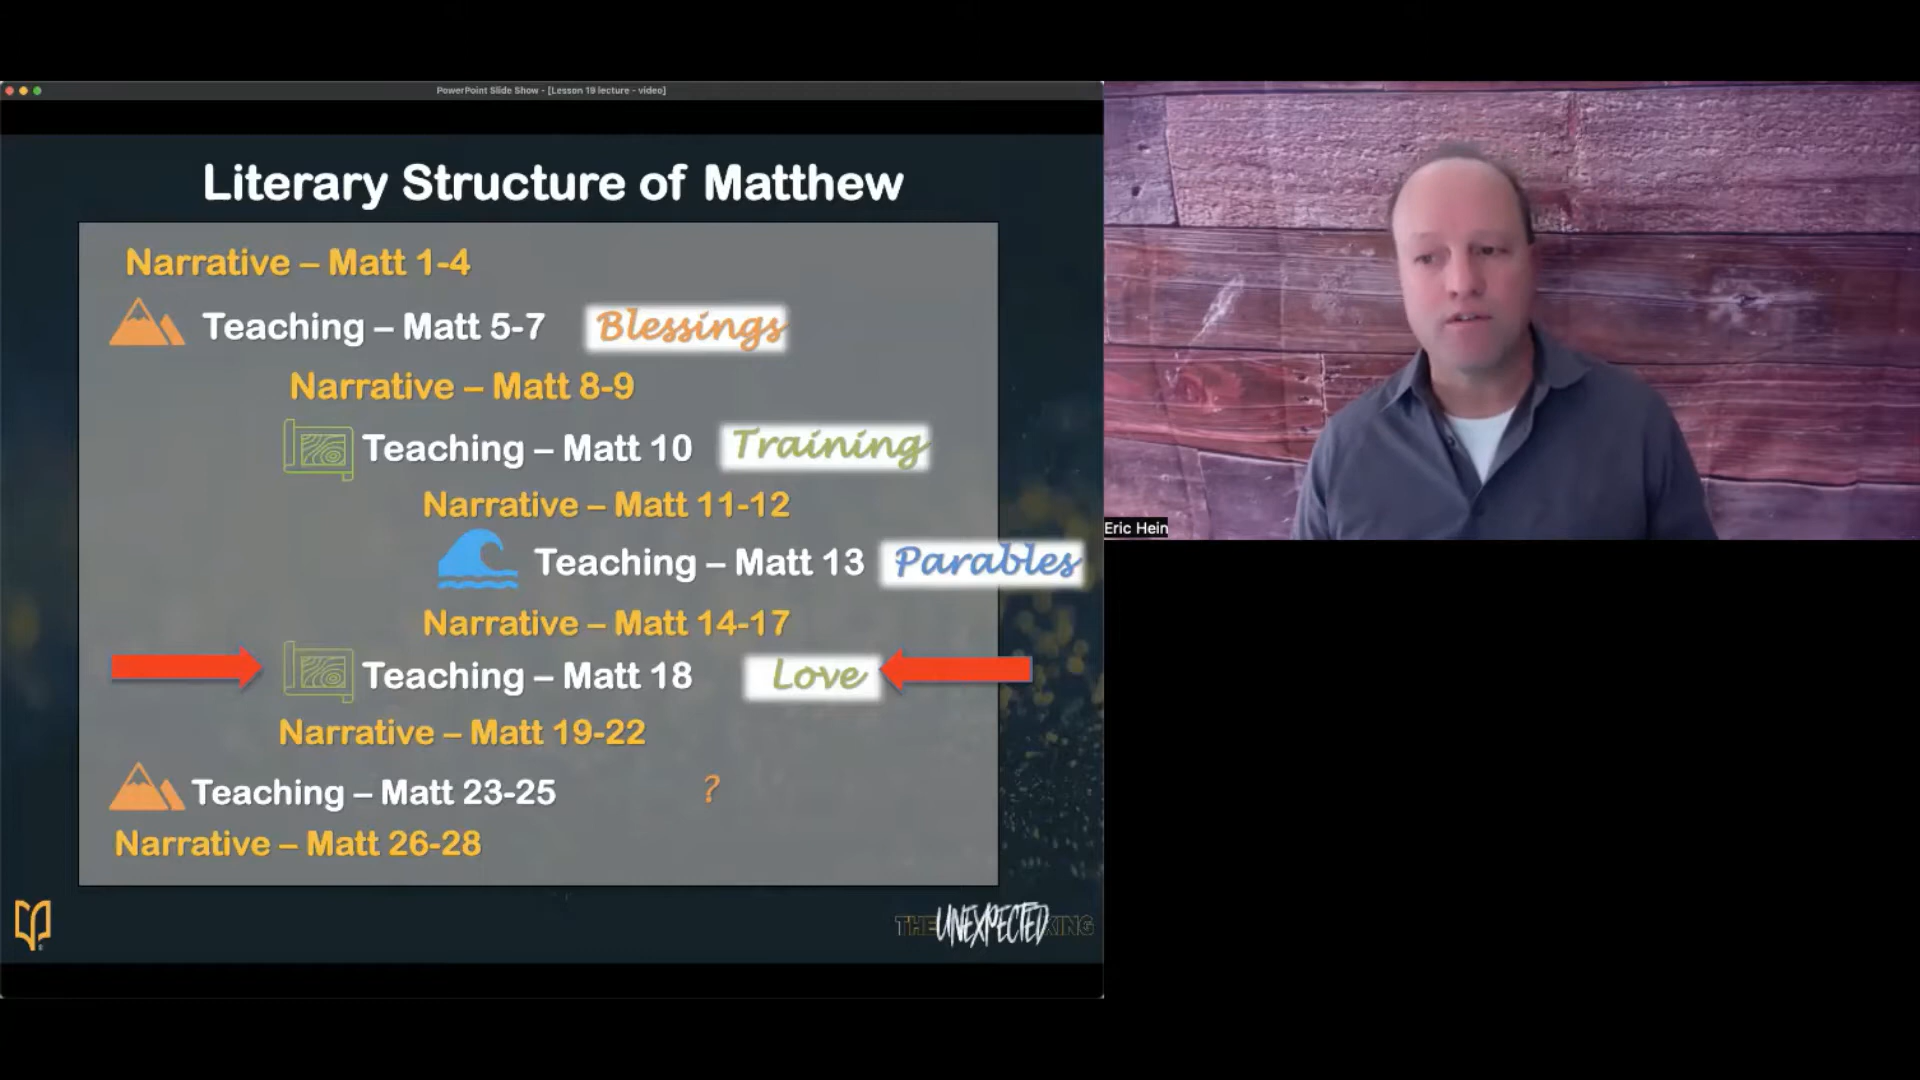 PowerPoint Slide Show - [Lesson 19 lecture - video]
Literary Structure of Matthew
Narrative – Matt 1-4
Teaching – Matt 5-7 Blessings
Narrative – Matt 8-9
Teaching – Matt 10 Training
Narrative – Matt 11-12
Teaching – Matt 13 Parables
Narrative – Matt 14-17
Teaching – Matt 18 Love
Narrative – Matt 19-22
Teaching – Matt 23-25 ?
Narrative – Matt 26-28
THE UNEXPECTED KING
Eric Hein